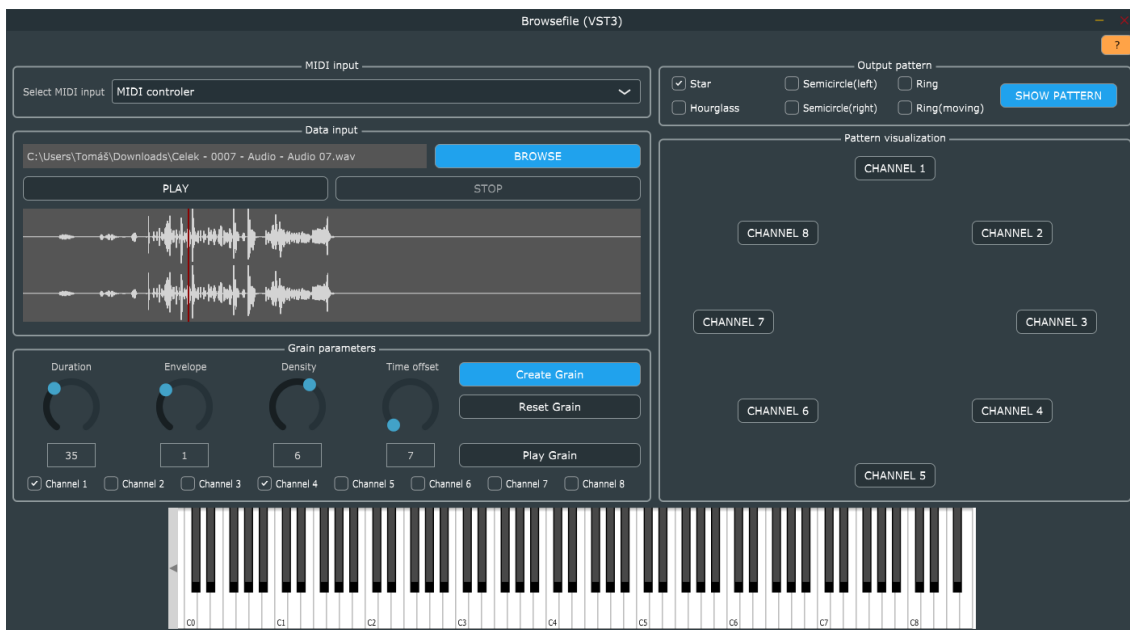 Browsefile (VST3)
?
MIDI input
Select MIDI input MIDI controler
Data input
C:\Users\Tomáš\Downloads\Celek - 0007 - Audio - Audio 07.wav BROWSE
PLAY STOP
Grain parameters
Duration Envelope Density Time offset
Create Grain
Reset Grain
35 1 6 7 Play Grain
Channel 1 Channel 2 Channel 3 Channel 4 Channel 5 Channel 6 Channel 7 Channel 8
Output pattern
Star Semicircle(left) Ring
SHOW PATTERN
Hourglass Semicircle(right) Ring(moving)
Pattern visualization
CHANNEL 1
CHANNEL 8 CHANNEL 2
CHANNEL 7 CHANNEL 3
CHANNEL 6 CHANNEL 4
CHANNEL 5
C0 C1 C2 C3 C4 C5 C6 C7 C8